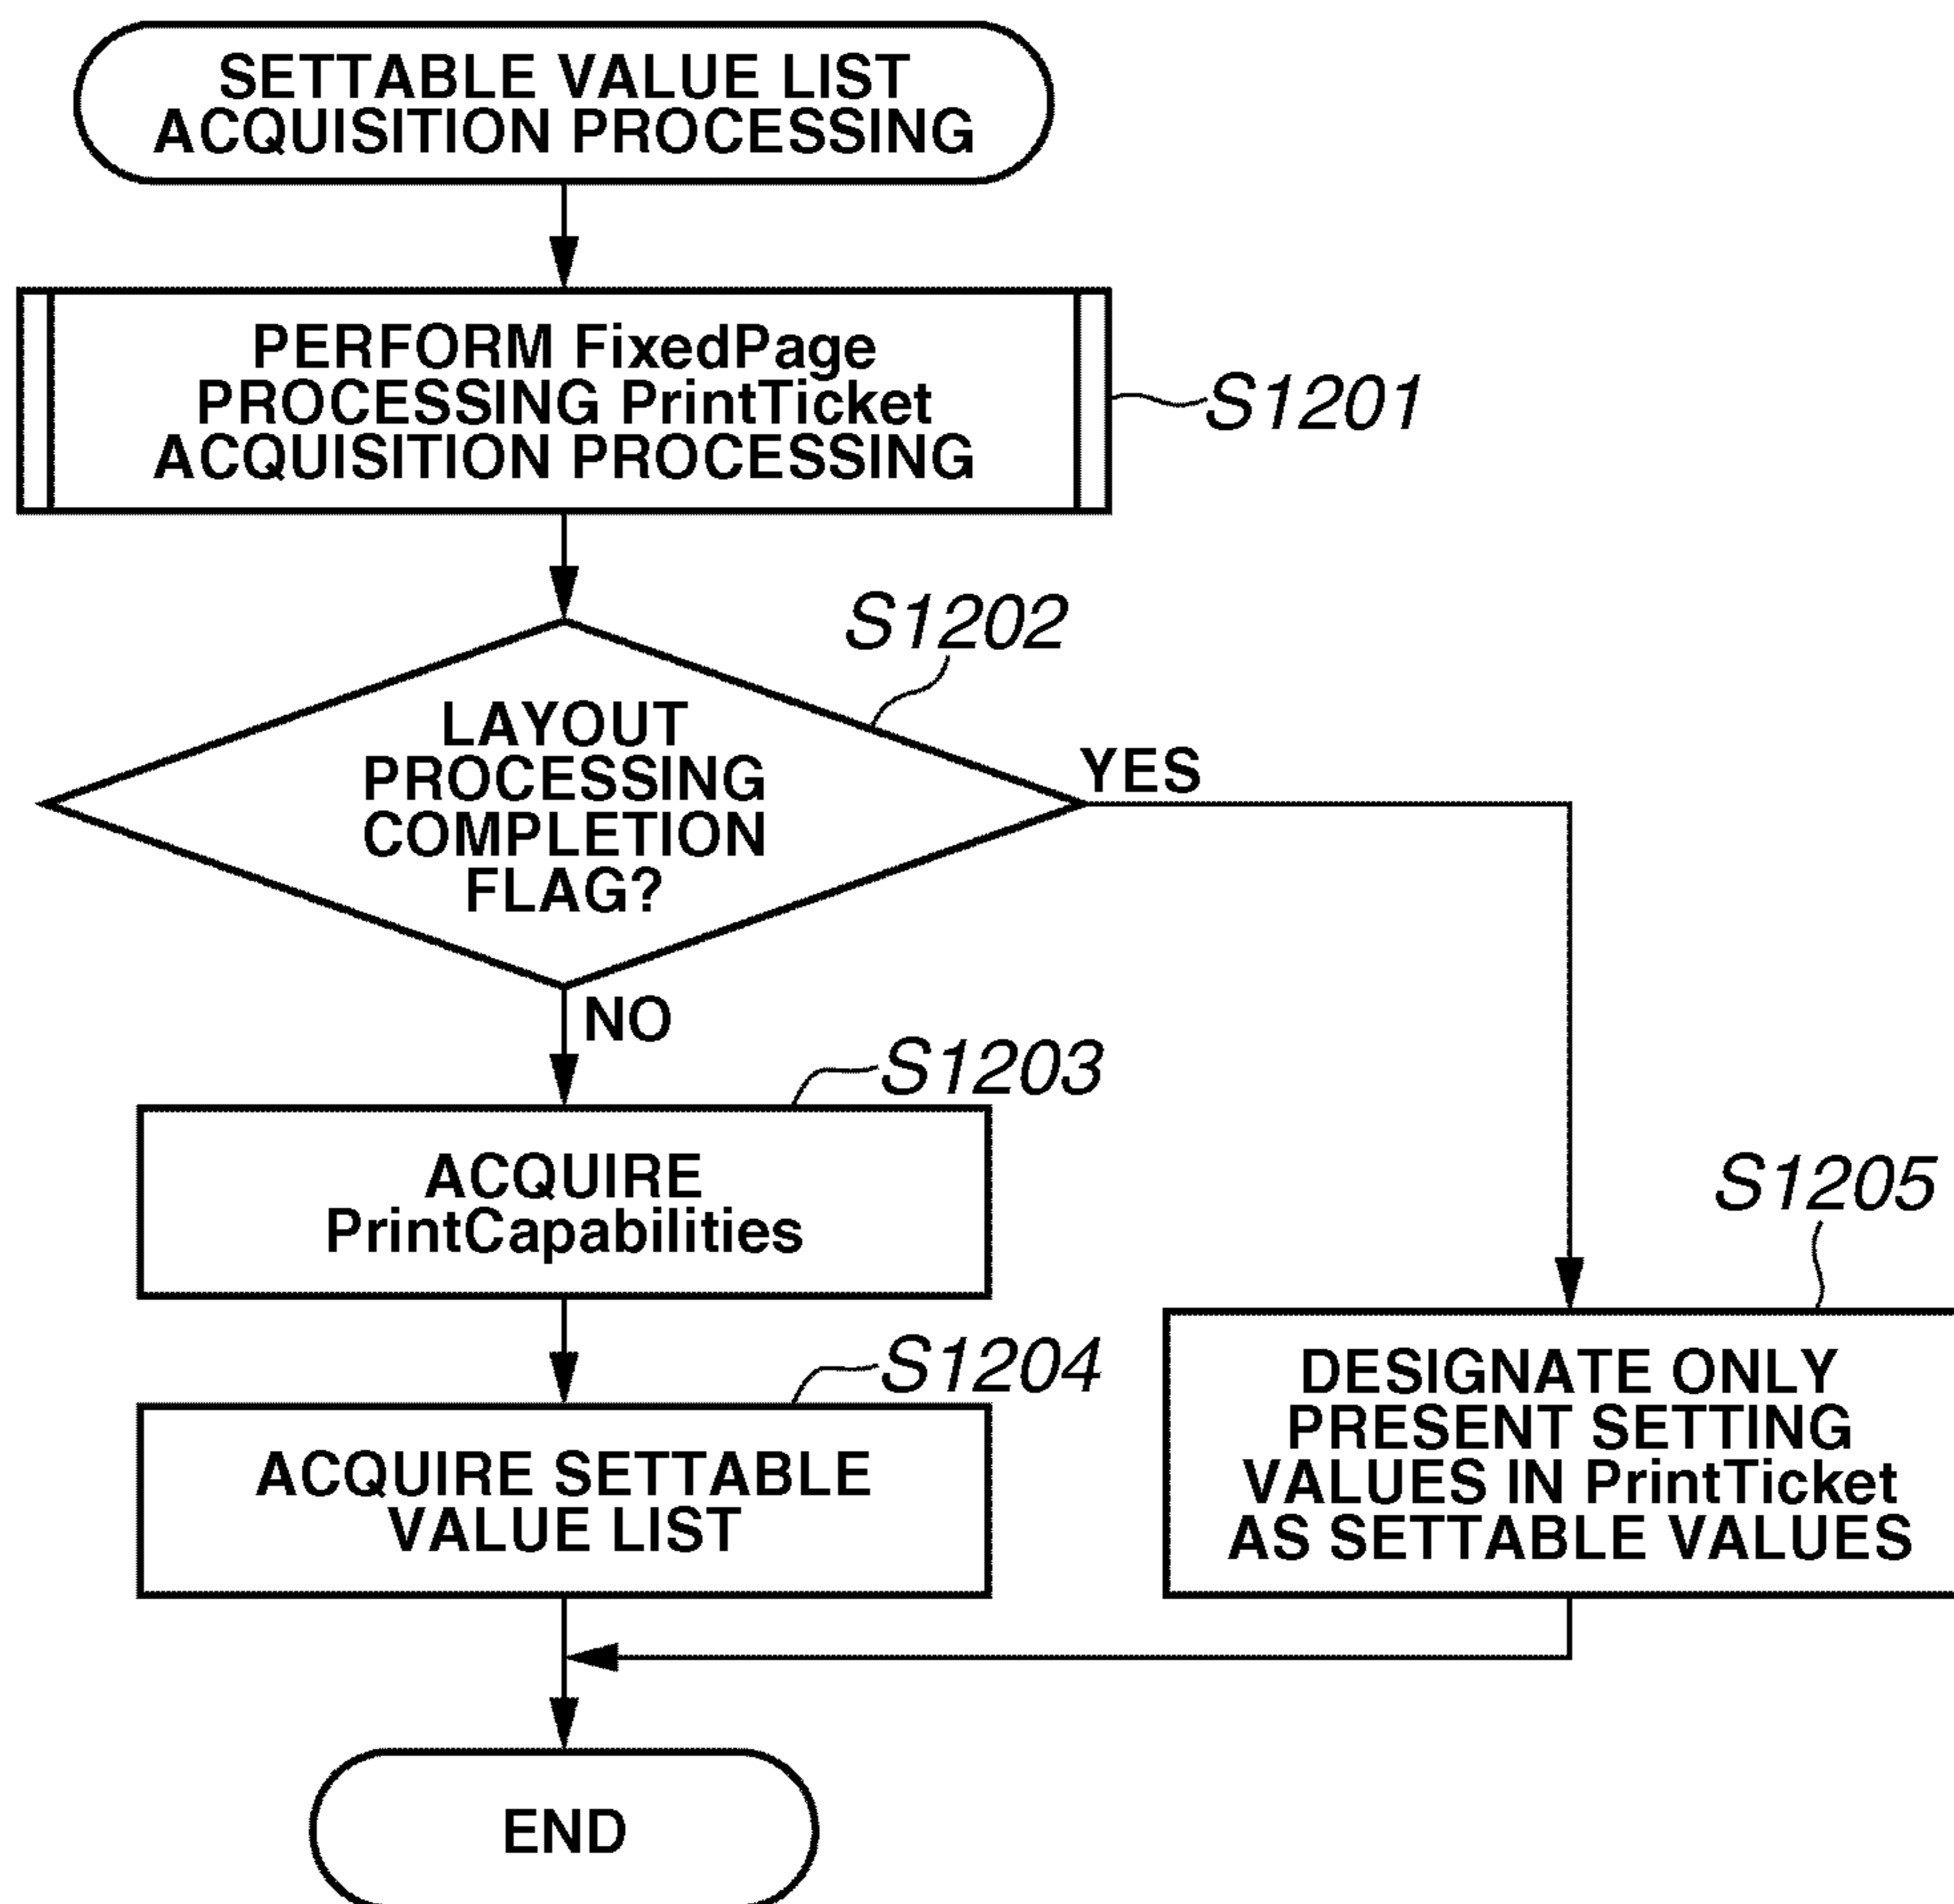 SETTABLE VALUE LIST
ACQUISITION PROCESSING
PERFORM FixedPage
PROCESSING PrintTicket
ACQUISITION PROCESSING
S1201
S1202
LAYOUT
PROCESSING
COMPLETION
FLAG?
YES
NO
S1203
ACQUIRE
PrintCapabilities
S1204
ACQUIRE SETTABLE
VALUE LIST
S1205
DESIGNATE ONLY
PRESENT SETTING
VALUES IN PrintTicket
AS SETTABLE VALUES
END